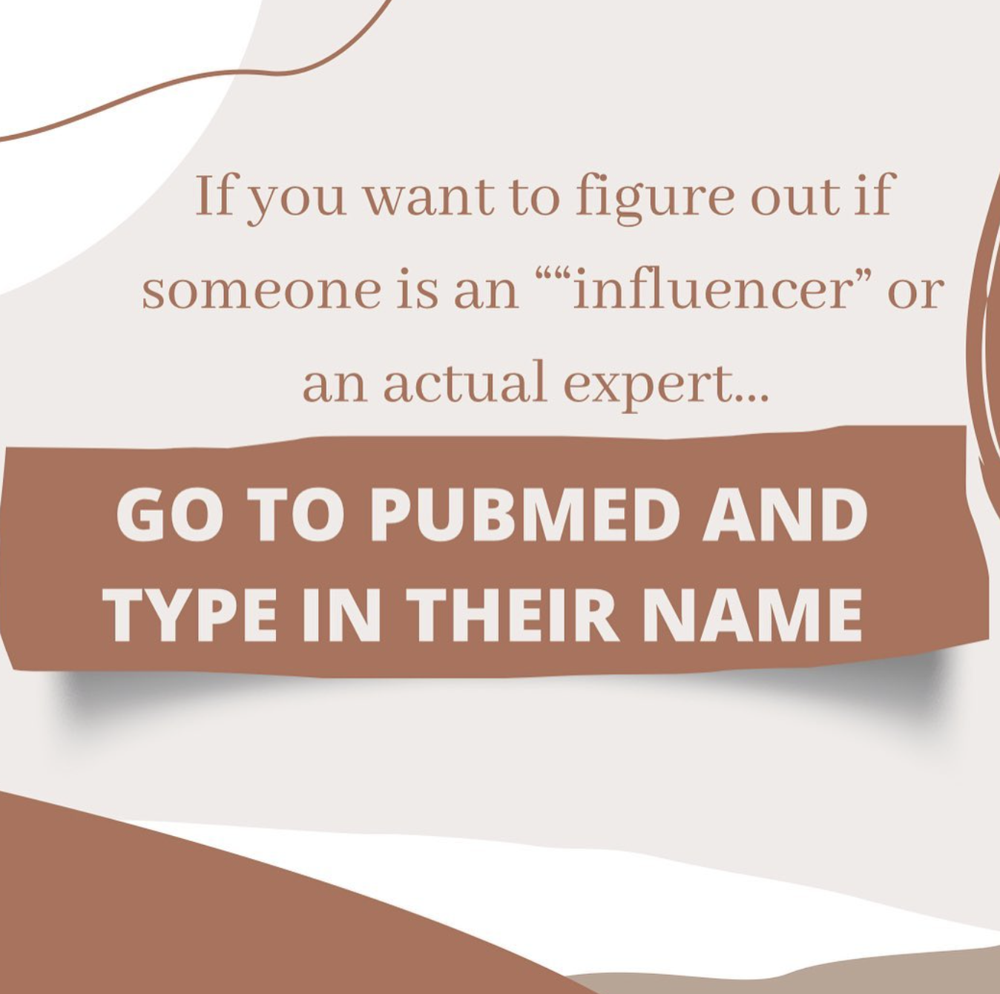 If you want to figure out if
someone is an ““influencer” or
an actual expert...
GO TO PUBMED AND
TYPE IN THEIR NAME